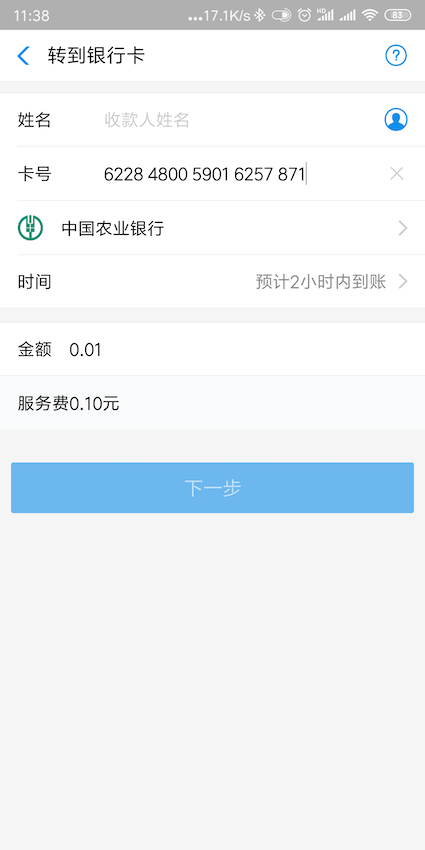 11:38 ...17.1K/s HD 83
转到银行卡 ?
姓名 收款人姓名
卡号 6228 4800 5901 6257 871
中国农业银行
时间 预计2小时内到账
金额 0.01
服务费0.10元
下一步